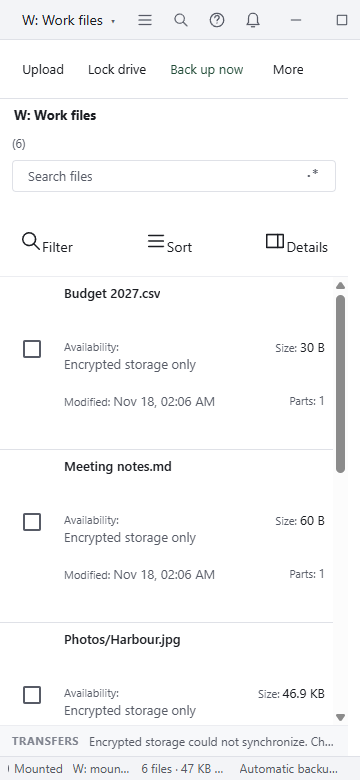 W: Work files
Upload Lock drive Back up now More
W: Work files
(6)
Search files .*
Filter Sort Details
Budget 2027.csv
Availability: Size: 30 B
Encrypted storage only
Modified: Nov 18, 02:06 AM Parts: 1
Meeting notes.md
Availability: Size: 60 B
Encrypted storage only
Modified: Nov 18, 02:06 AM Parts: 1
Photos/Harbour.jpg
Availability: Size: 46.9 KB
Encrypted storage only
TRANSFERS Encrypted storage could not synchronize. Ch...
Mounted W: moun... 6 files · 47 KB ... Automatic backu...